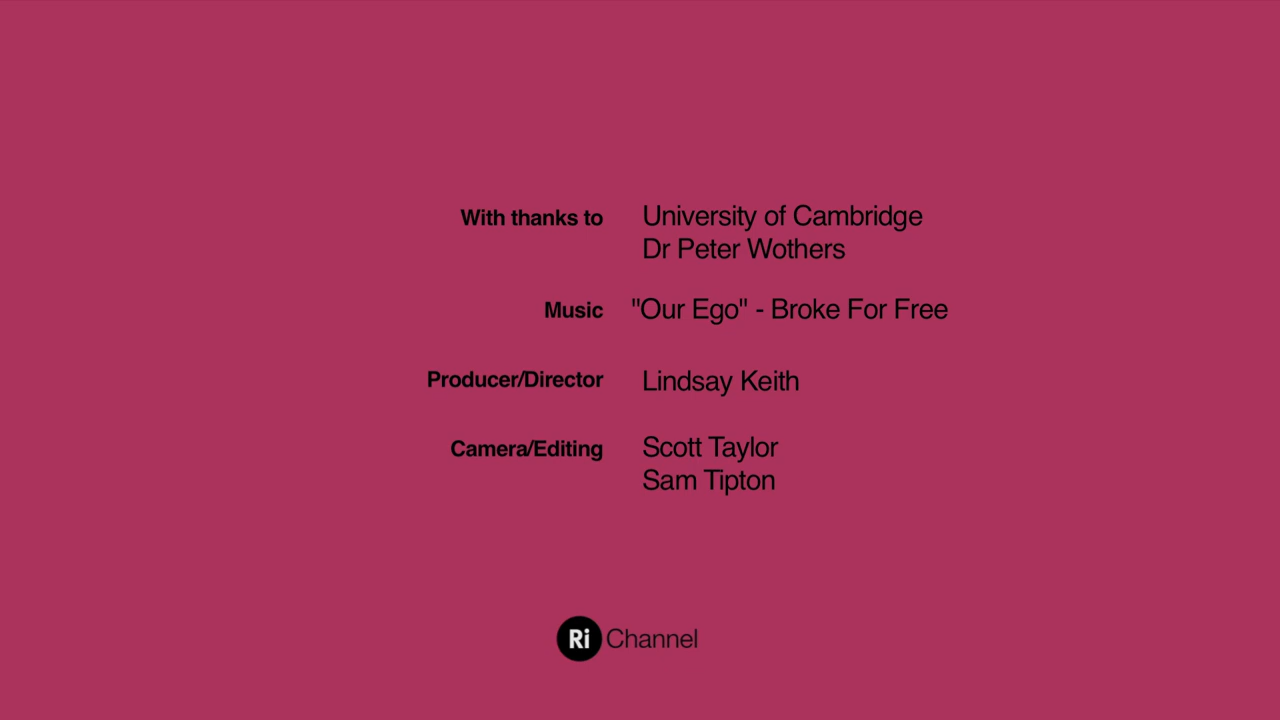 With thanks to University of Cambridge
Dr Peter Wothers
Music "Our Ego" - Broke For Free
Producer/Director Lindsay Keith
Camera/Editing Scott Taylor
Sam Tipton
Ri Channel